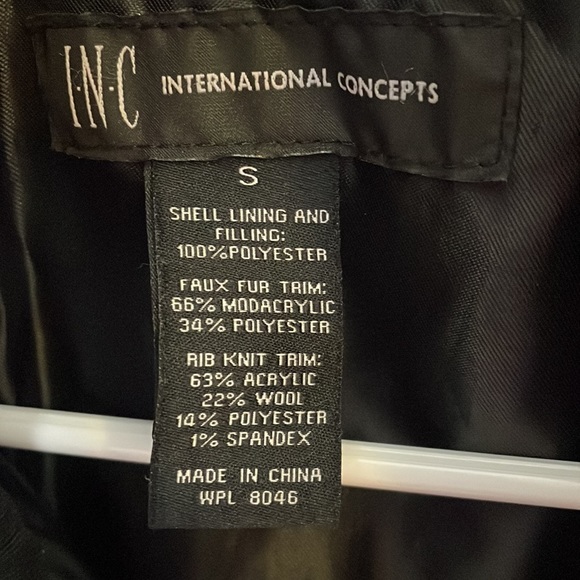 I·N·C INTERNATIONAL CONCEPTS
S
SHELL LINING AND
FILLING:
100%POLYESTER
FAUX FUR TRIM:
66% MODACRYLIC
34% POLYESTER
RIB KNIT TRIM:
63% ACRYLIC
22% WOOL
14% POLYESTER
1% SPANDEX
MADE IN CHINA
WPL 8046